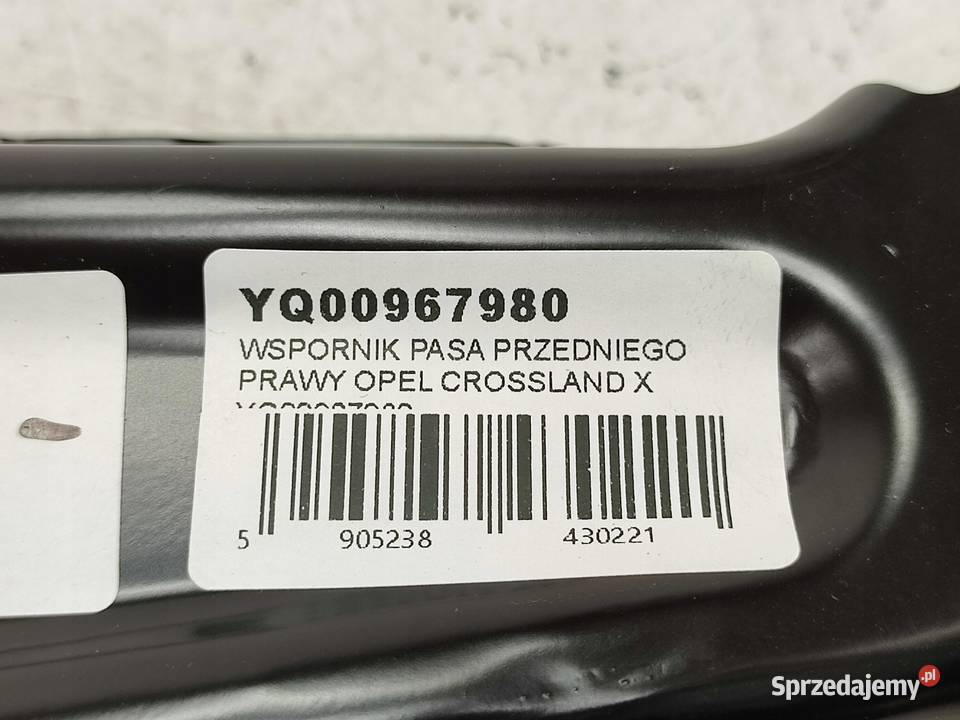 YQ00967980
WSPORNIK PASA PRZEDNIEGO
PRAWY OPEL CROSSLAND X
5 905238 430221
Sprzedajemy.pl